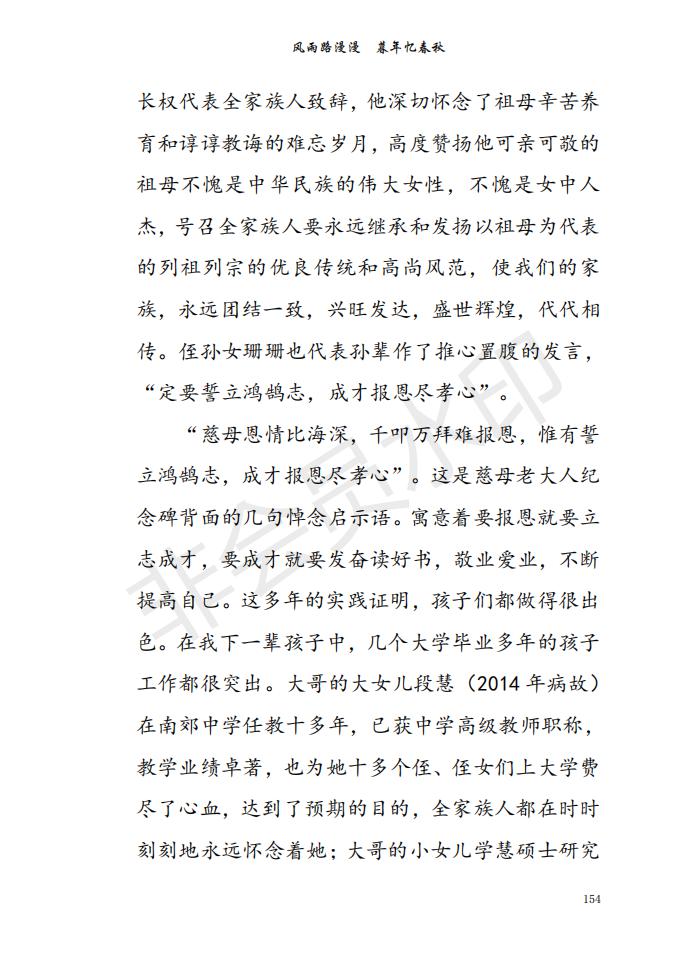 风雨路漫漫　暮年忆春秋
长权代表全家族人致辞，他深切怀念了祖母辛苦养
育和谆谆教诲的难忘岁月，高度赞扬他可亲可敬的
祖母不愧是中华民族的伟大女性，不愧是女中人
杰，号召全家族人要永远继承和发扬以祖母为代表
的列祖列宗的优良传统和高尚风范，使我们的家
族，永远团结一致，兴旺发达，盛世辉煌，代代相
传。侄孙女珊珊也代表孙辈作了推心置腹的发言，
“定要誓立鸿鹄志，成才报恩尽孝心”。
“慈母恩情比海深，千叩万拜难报恩，惟有誓
立鸿鹄志，成才报恩尽孝心”。这是慈母老大人纪
念碑背面的几句悼念启示语。寓意着要报恩就要立
志成才，要成才就要发奋读好书，敬业爱业，不断
提高自己。这多年的实践证明，孩子们都做得很出
色。在我下一辈孩子中，几个大学毕业多年的孩子
工作都很突出。大哥的大女儿段慧（2014 年病故）
在南郊中学任教十多年，已获中学高级教师职称，
教学业绩卓著，也为她十多个侄、侄女们上大学费
尽了心血，达到了预期的目的，全家族人都在时时
刻刻地永远怀念着她；大哥的小女儿学慧硕士研究
154
非会员水印